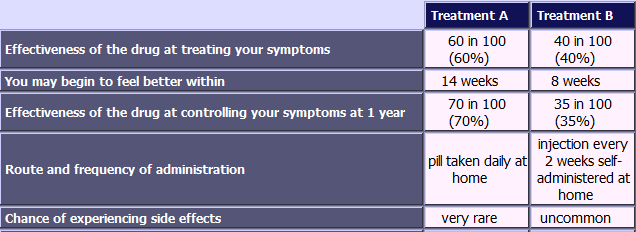 Treatment A Treatment B
Effectiveness of the drug at treating your symptoms 60 in 100 (60%) 40 in 100 (40%)
You may begin to feel better within 14 weeks 8 weeks
Effectiveness of the drug at controlling your symptoms at 1 year 70 in 100 (70%) 35 in 100 (35%)
Route and frequency of administration pill taken daily at home injection every 2 weeks self-administered at home
Chance of experiencing side effects very rare uncommon